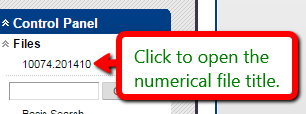 Control Panel
Files
10074.201410
Click to open the
numerical file title.
Basic Search